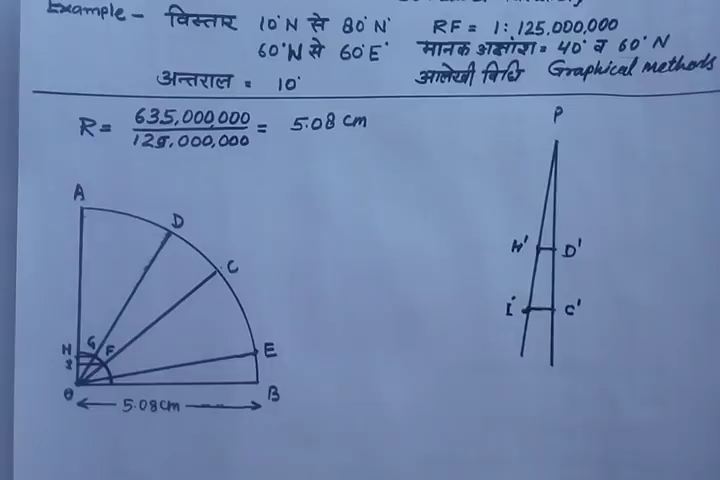 Example - विस्तार 10°N से 80°N RF = 1: 125,000,000
60°W से 60°E मानक अक्षांश = 40° व 60° N
अन्तराल = 10° आलेखी विधि Graphical methods
R = 635,000,000 / 125,000,000 = 5.08 cm
P
A
D
C
H' D'
I' C'
H G F E
I
O B
5.08cm